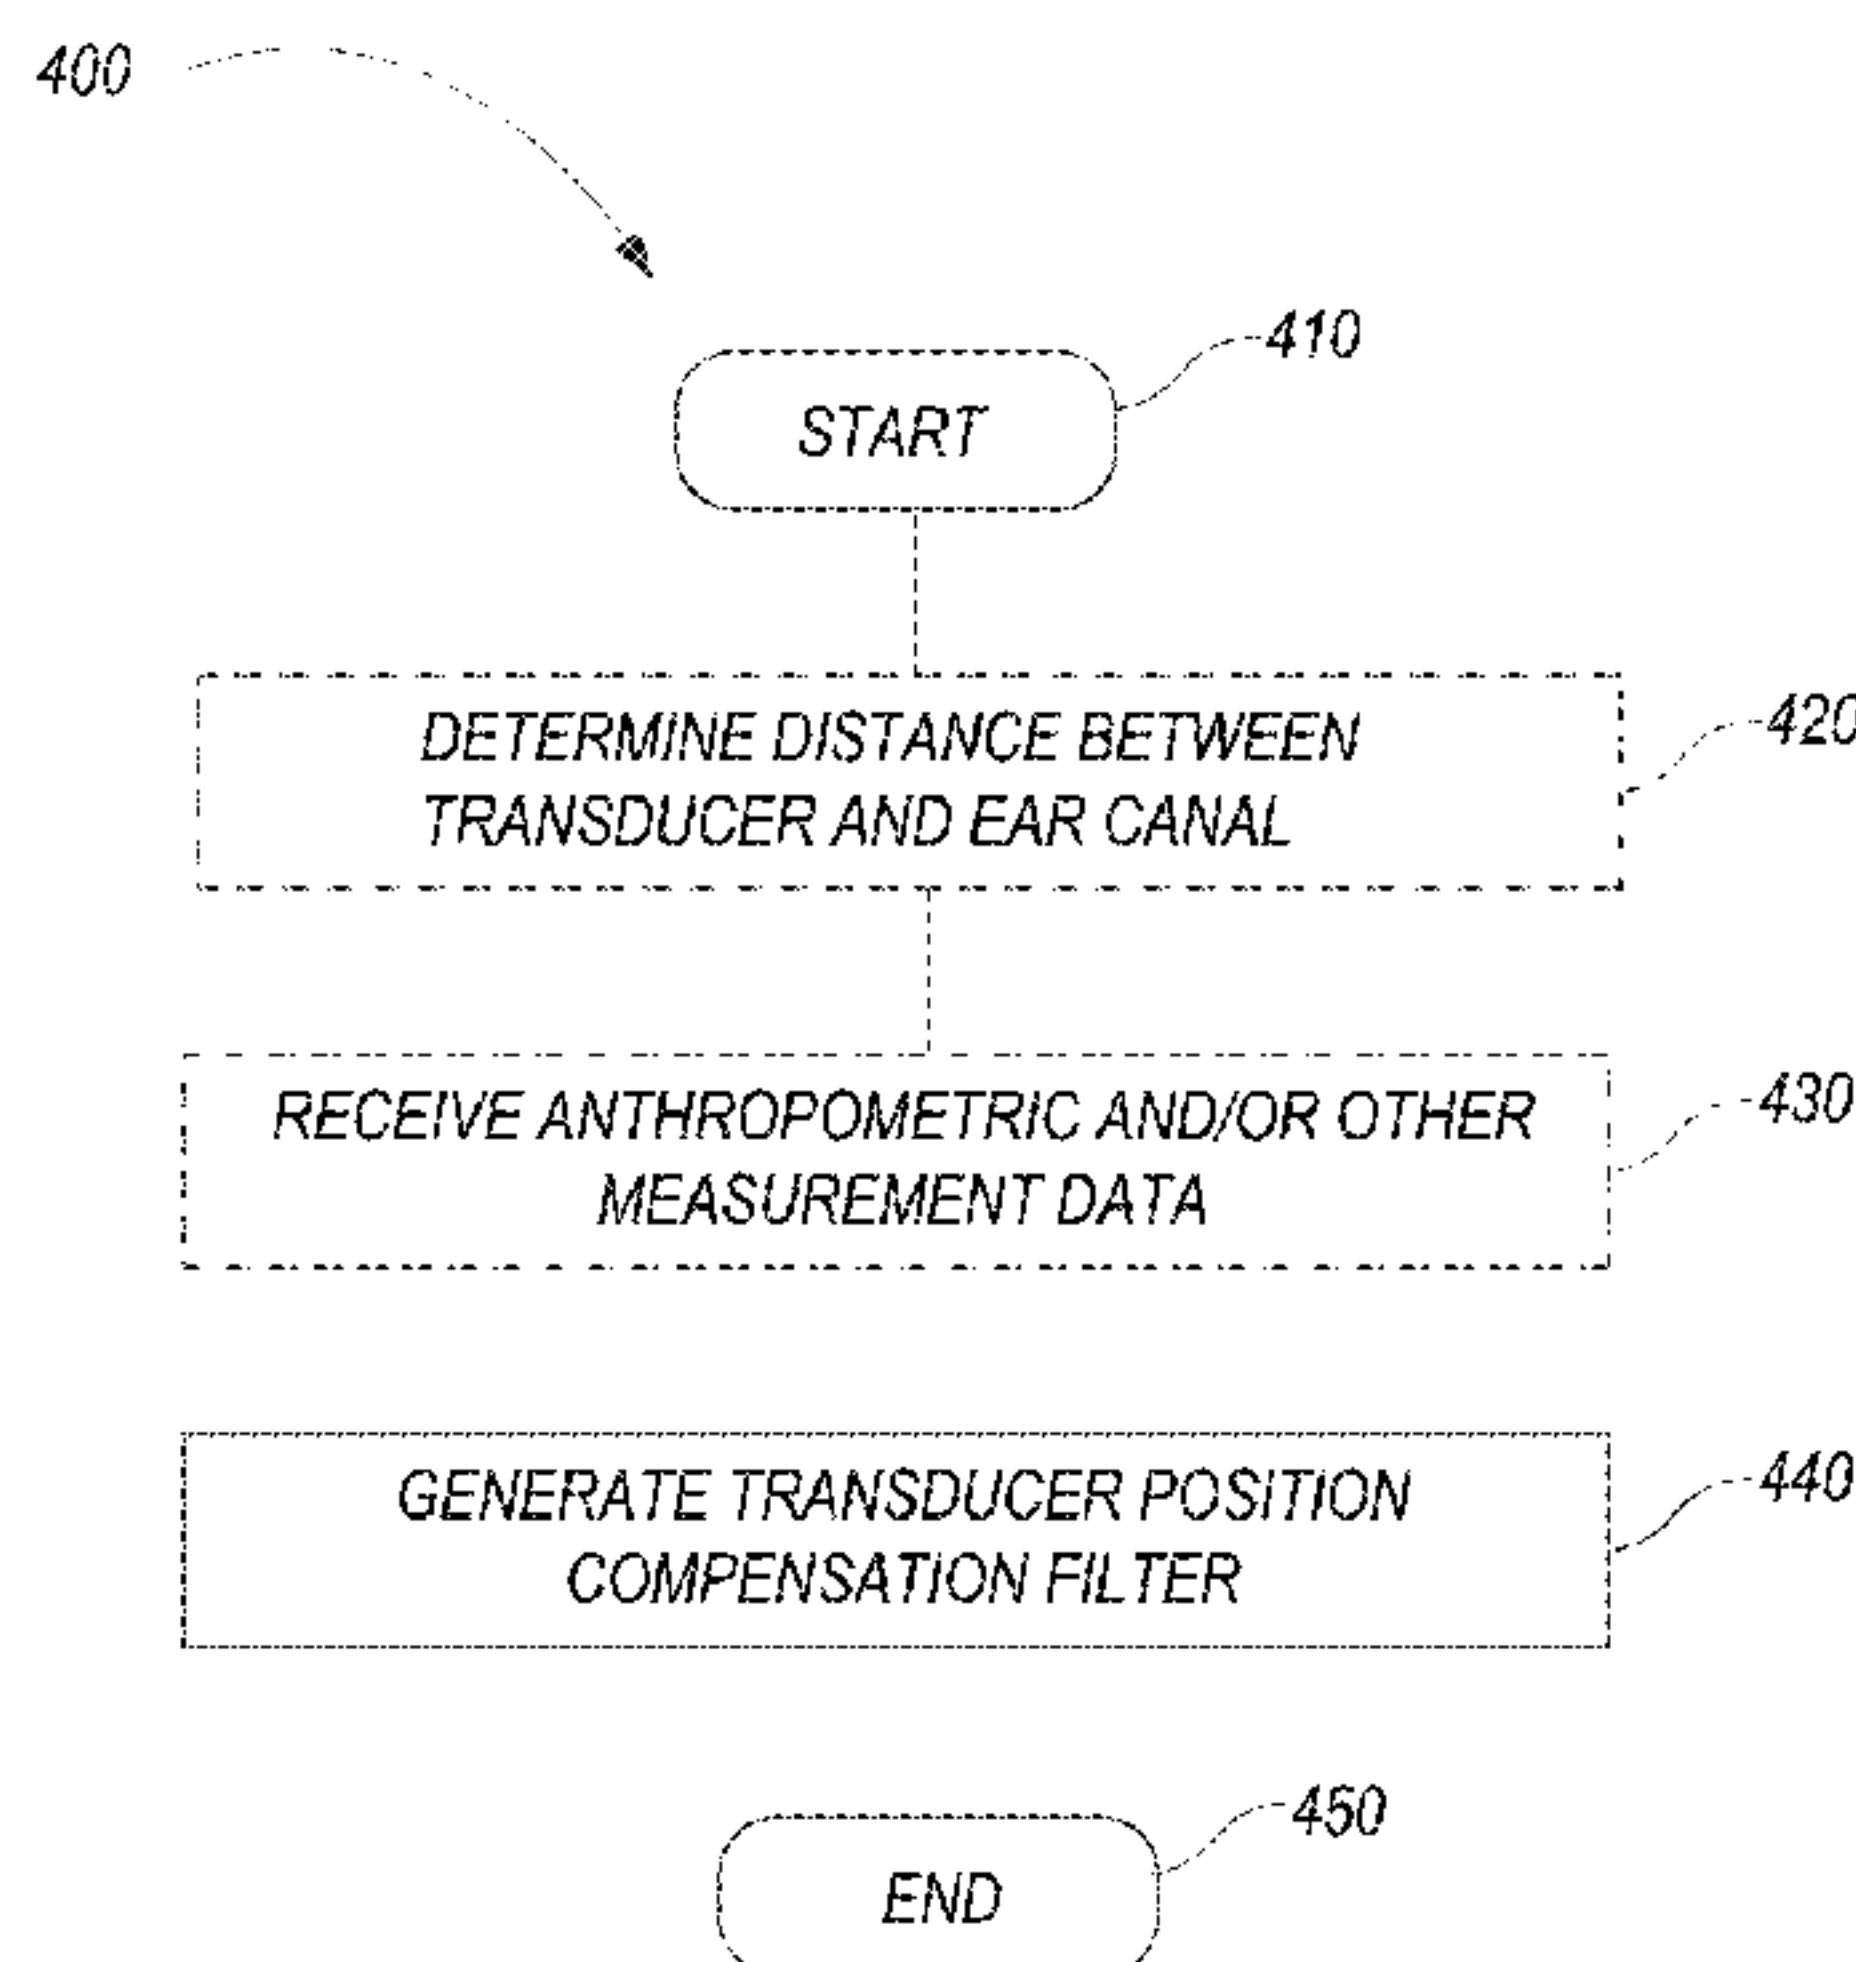 400
410
START
DETERMINE DISTANCE BETWEEN
TRANSDUCER AND EAR CANAL
420
RECEIVE ANTHROPOMETRIC AND/OR OTHER
MEASUREMENT DATA
430
GENERATE TRANSDUCER POSITION
COMPENSATION FILTER
440
450
END